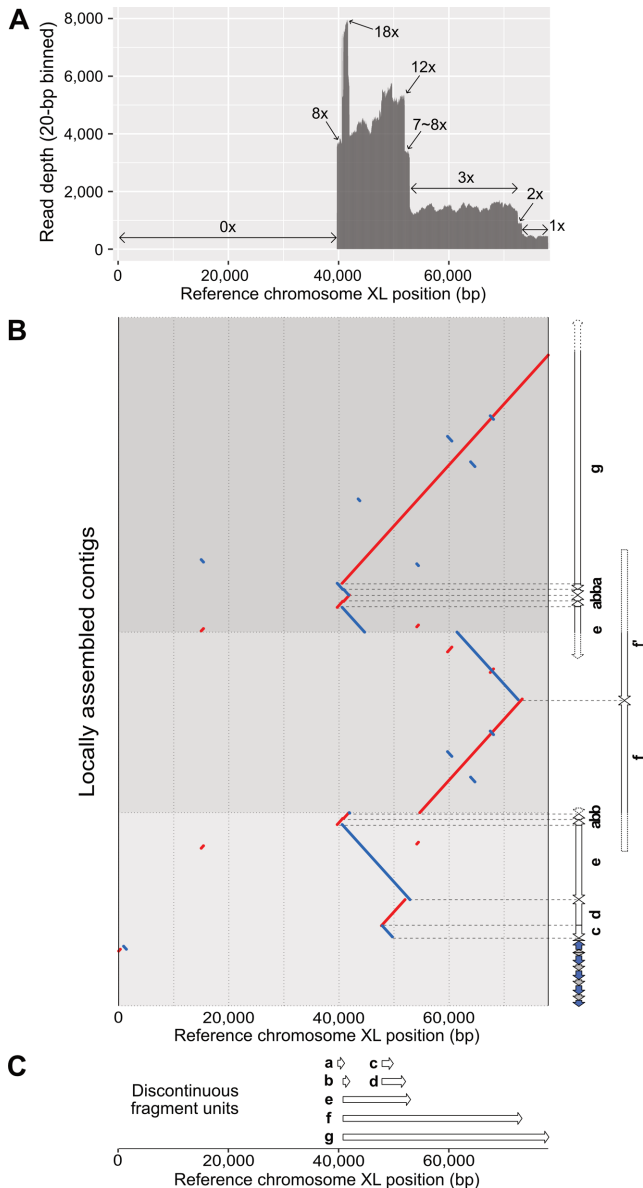 A
Read depth (20-bp binned)
8,000
6,000
4,000
2,000
0
18x
12x
8x
7~8x
3x
2x
0x
1x
0 20,000 40,000 60,000
Reference chromosome XL position (bp)
B
Locally assembled contigs
g
abba
e
f'
f
abb
e
d
c
0 20,000 40,000 60,000
Reference chromosome XL position (bp)
C
Discontinuous
fragment units
a c
b d
e
f
g
0 20,000 40,000 60,000
Reference chromosome XL position (bp)